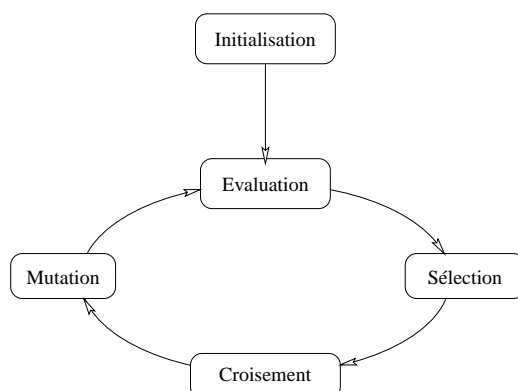 Initialisation
Evaluation
Mutation
Sélection
Croisement